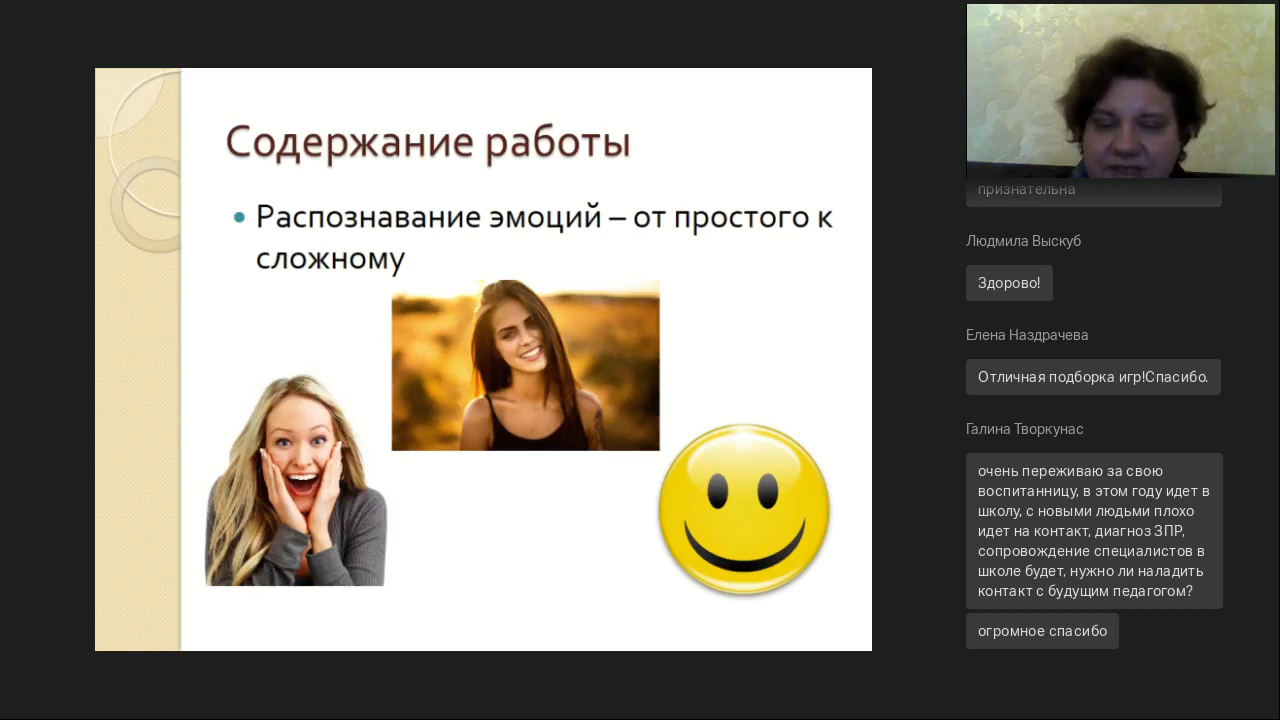 Содержание работы
Распознавание эмоций – от простого к
сложному
признательна
Людмила Выскуб
Здорово!
Елена Наздрачева
Отличная подборка игр!Спасибо.
Галина Творкунас
очень переживаю за свою
воспитанницу, в этом году идет в
школу, с новыми людьми плохо
идет на контакт, диагноз ЗПР,
сопровождение специалистов в
школе будет, нужно ли наладить
контакт с будущим педагогом?
огромное спасибо